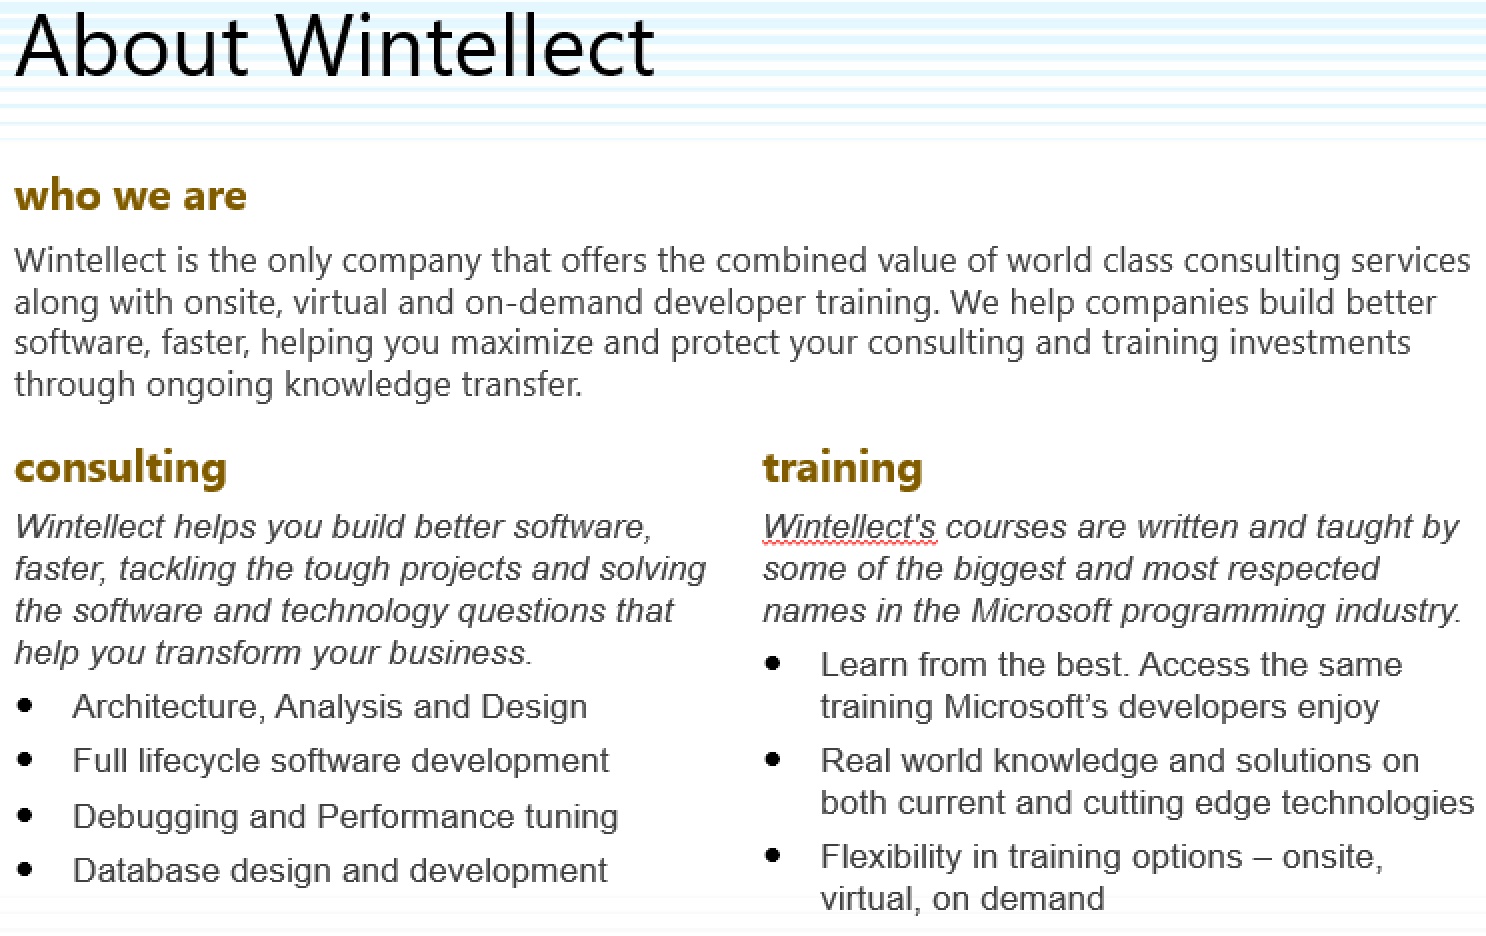 About Wintellect
who we are
Wintellect is the only company that offers the combined value of world class consulting services
along with onsite, virtual and on-demand developer training. We help companies build better
software, faster, helping you maximize and protect your consulting and training investments
through ongoing knowledge transfer.
consulting
Wintellect helps you build better software,
faster, tackling the tough projects and solving
the software and technology questions that
help you transform your business.
• Architecture, Analysis and Design
• Full lifecycle software development
• Debugging and Performance tuning
• Database design and development
training
Wintellect's courses are written and taught by
some of the biggest and most respected
names in the Microsoft programming industry.
• Learn from the best. Access the same
training Microsoft’s developers enjoy
• Real world knowledge and solutions on
both current and cutting edge technologies
• Flexibility in training options – onsite,
virtual, on demand